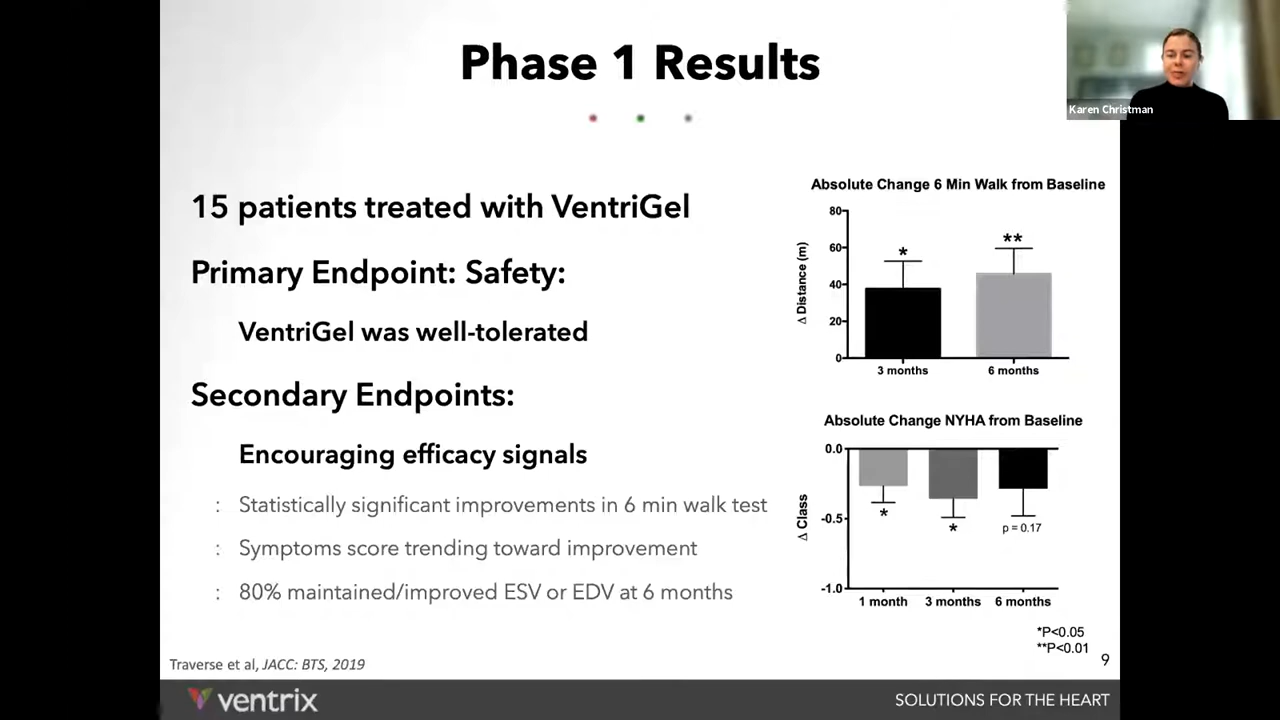 Phase 1 Results
Karen Christman
15 patients treated with VentriGel
Primary Endpoint: Safety:
VentriGel was well-tolerated
Secondary Endpoints:
Encouraging efficacy signals
: Statistically significant improvements in 6 min walk test
: Symptoms score trending toward improvement
: 80% maintained/improved ESV or EDV at 6 months
Absolute Change 6 Min Walk from Baseline
Δ Distance (m)
80
60
40
20
0
*
**
3 months
6 months
Absolute Change NYHA from Baseline
Δ Class
0.0
-0.5
-1.0
*
*
p = 0.17
1 month
3 months
6 months
*P<0.05
**P<0.01
9
Traverse et al, JACC: BTS, 2019
ventrix
SOLUTIONS FOR THE HEART